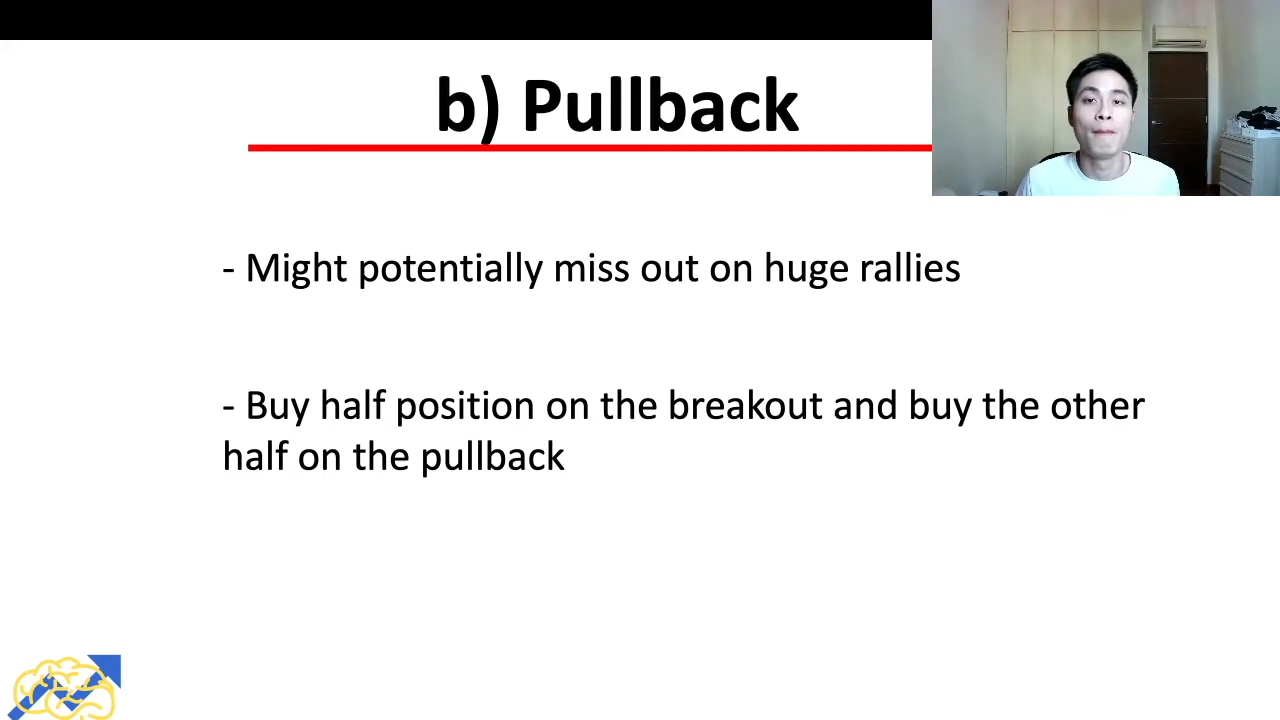 b) Pullback
- Might potentially miss out on huge rallies
- Buy half position on the breakout and buy the other
half on the pullback